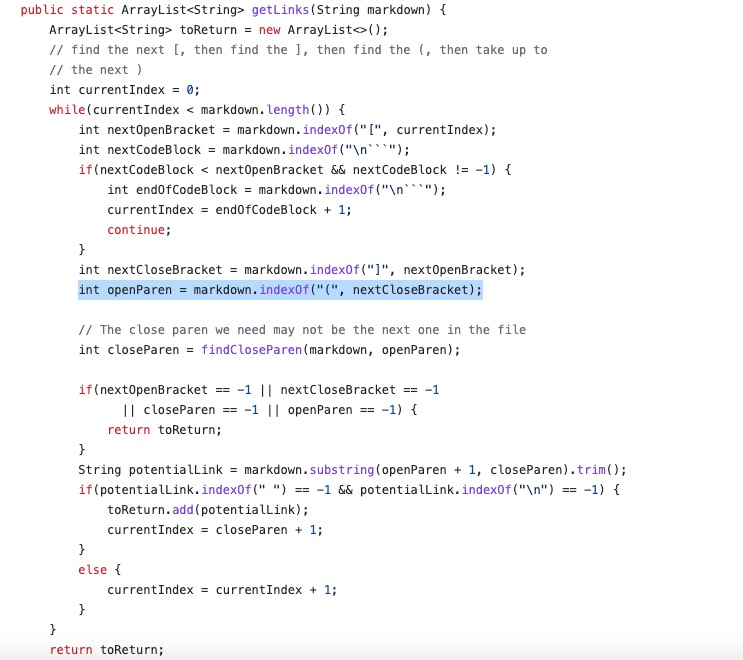 public static ArrayList<String> getLinks(String markdown) {
    ArrayList<String> toReturn = new ArrayList<>();
    // find the next [, then find the ], then find the (, then take up to
    // the next )
    int currentIndex = 0;
    while(currentIndex < markdown.length()) {
        int nextOpenBracket = markdown.indexOf("[", currentIndex);
        int nextCodeBlock = markdown.indexOf("\n```");
        if(nextCodeBlock < nextOpenBracket && nextCodeBlock != -1) {
            int endOfCodeBlock = markdown.indexOf("\n```");
            currentIndex = endOfCodeBlock + 1;
            continue;
        }
        int nextCloseBracket = markdown.indexOf("]", nextOpenBracket);
        int openParen = markdown.indexOf("(", nextCloseBracket);

        // The close paren we need may not be the next one in the file
        int closeParen = findCloseParen(markdown, openParen);

        if(nextOpenBracket == -1 || nextCloseBracket == -1
              || closeParen == -1 || openParen == -1) {
            return toReturn;
        }
        String potentialLink = markdown.substring(openParen + 1, closeParen).trim();
        if(potentialLink.indexOf(" ") == -1 && potentialLink.indexOf("\n") == -1) {
            toReturn.add(potentialLink);
            currentIndex = closeParen + 1;
        }
        else {
            currentIndex = currentIndex + 1;
        }
    }
    return toReturn;